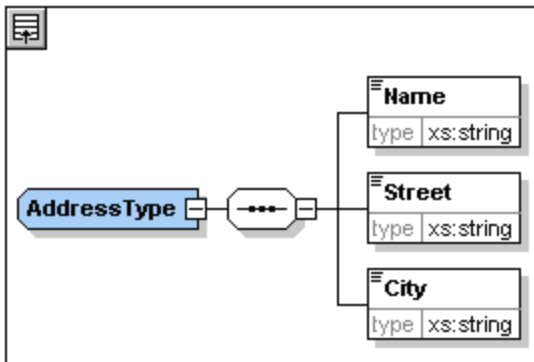 Name
type xs:string
AddressType
Street
type xs:string
City
type xs:string